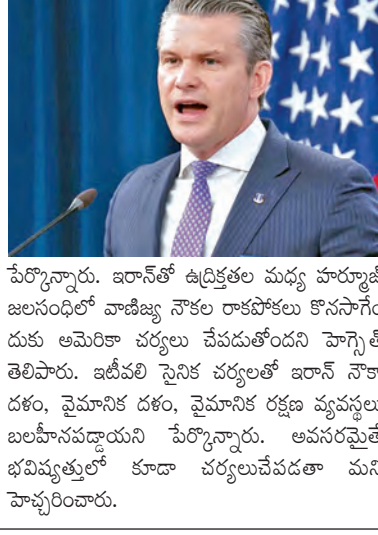 పేర్కొన్నారు. ఇరాన్‌తో ఉద్రిక్తతల మధ్య హర్మూజ్
జలసంధిలో వాణిజ్య నౌకల రాకపోకలు కొనసాగేం
దుకు అమెరికా చర్యలు చేపడుతోందని హెగ్సెత్
తెలిపారు. ఇటీవలి సైనిక చర్యలతో ఇరాన్ నౌకా
దళం, వైమానిక దళం, వైమానిక రక్షణ వ్యవస్థలు
బలహీనపడ్డాయని పేర్కొన్నారు. అవసరమైతే
భవిష్యత్తులో కూడా చర్యలుచేపడతా మని
హెచ్చరించారు.